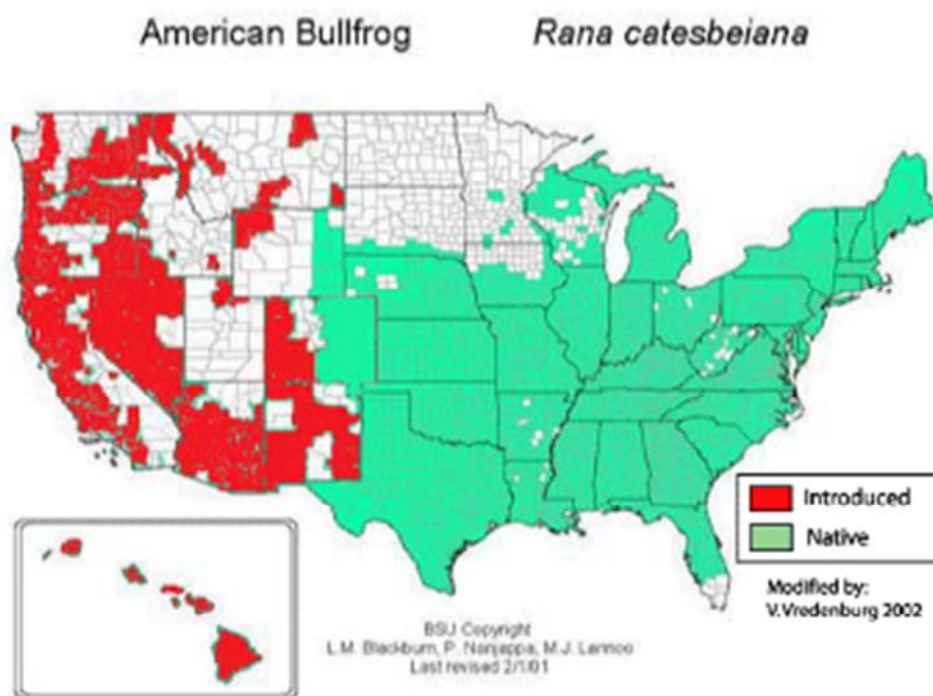 American Bullfrog Rana catesbeiana
Introduced
Native
Modified by:
V.Vredenburg 2002
BSU Copyright
L.M. Blackburn, P. Nanjappa, M.J. Lannoo
Last revised 2/1/01